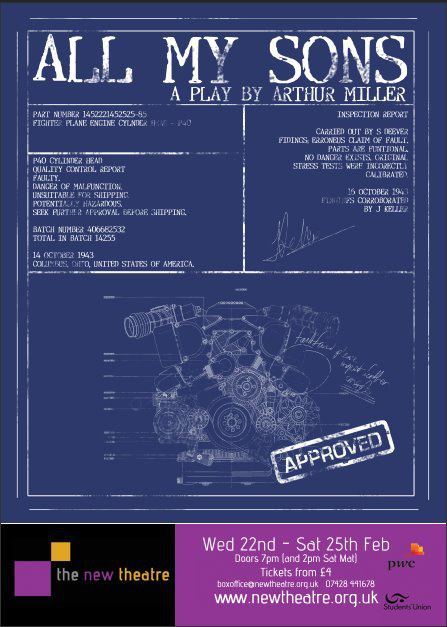 ALL MY SONS
A PLAY BY ARTHUR MILLER
PART NUMBER 1452221452525-85
FIGHTER PLANE ENGINE CYLNDER HEAD - P40
P40 CYLINDER HEAD
QUALITY CONTROL REPORT
FAULTY.
DANGER OF MALFUNCTION.
UNSUITABLE FOR SHIPPING.
POTENTIALLY HAZARDOUS.
SEEK FURTHER APPROVAL BEFORE SHIPPING.
BATCH NUMBER 406682532
TOTAL IN BATCH 14255
14 OCTOBER 1943
COLUMBUS, OHIO, UNITED STATES OF AMERICA.
INSPECTION REPORT
CARRIED OUT BY S DEEVER
FIDINGS: ERRONEUS CLAIM OF FAULT.
PARTS ARE FUNTIONAL.
NO DANGER EXISTS. ORIGINAL
STRESS TESTS WERE INCORECTLY
CALIBRATED.
16 OCTOBER 1943
FINDINGS CORROBORATED
BY J KELLER
APPROVED
the new theatre
Wed 22nd - Sat 25th Feb
Doors 7pm (and 2pm Sat Mat)
Tickets from £4
boxoffice@newtheatre.org.uk 07428 441678
www.newtheatre.org.uk
pwc
Students' Union